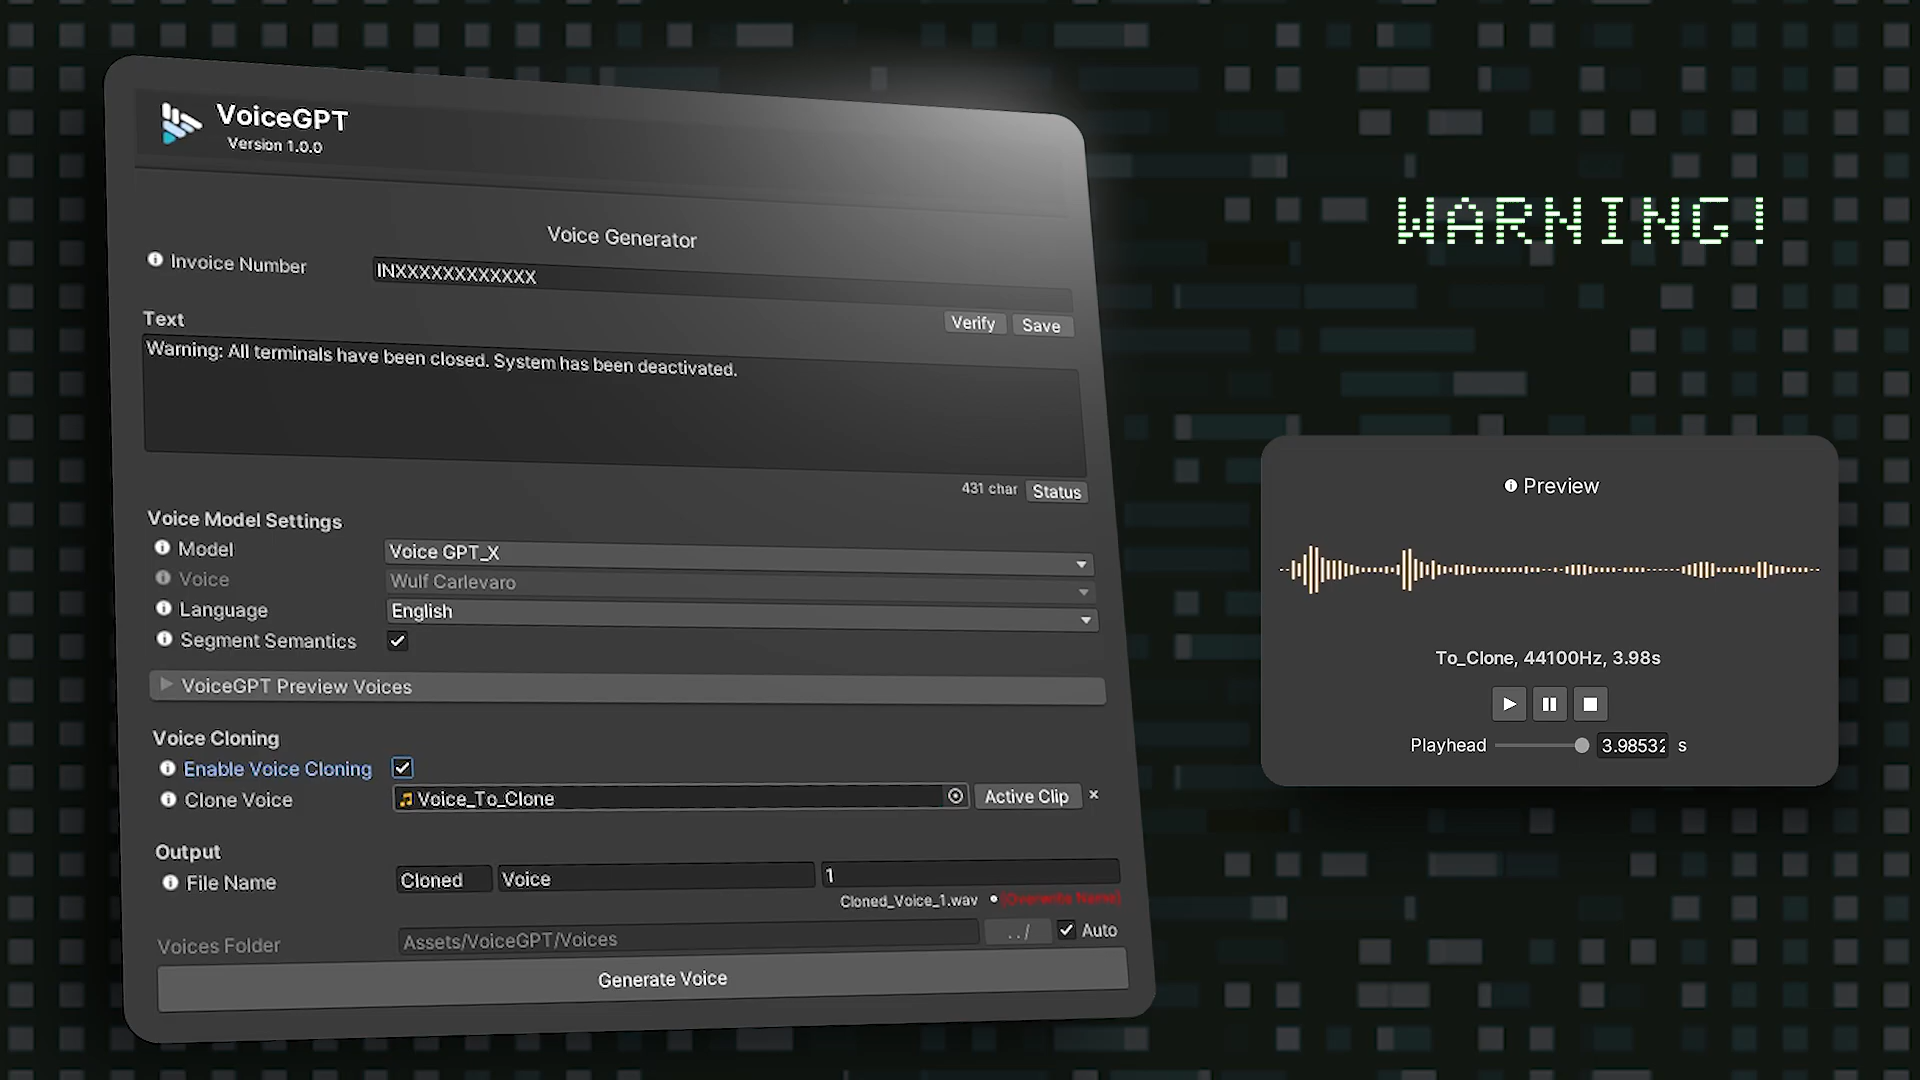 VoiceGPT
Version 1.0.0
Voice Generator
Invoice Number INXXXXXXXXXXXX
Text Verify Save
Warning: All terminals have been closed. System has been deactivated.
431 char Status
Voice Model Settings
Model Voice GPT_X
Voice Wulf Carlevaro
Language English
Segment Semantics
VoiceGPT Preview Voices
Voice Cloning
Enable Voice Cloning
Clone Voice Voice_To_Clone Active Clip ×
Output
File Name Cloned Voice 1
Cloned_Voice_1.wav • (Overwrite Name)
Voices Folder Assets/VoiceGPT/Voices ../ Auto
Generate Voice
WARNING!
Preview
To_Clone, 44100Hz, 3.98s
Playhead 3.98532 s